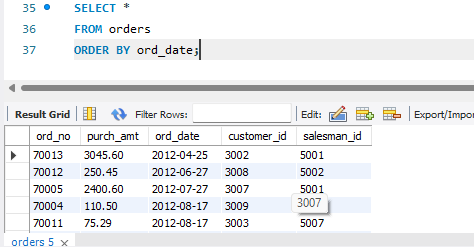 35 SELECT *
36 FROM orders
37 ORDER BY ord_date;
Result Grid Filter Rows: Edit: Export/Impor
ord_no purch_amt ord_date customer_id salesman_id
70013 3045.60 2012-04-25 3002 5001
70012 250.45 2012-06-27 3008 5002
70005 2400.60 2012-07-27 3007 5001
70004 110.50 2012-08-17 3009
3007
70011 75.29 2012-08-17 3003 5007
orders 5 ×